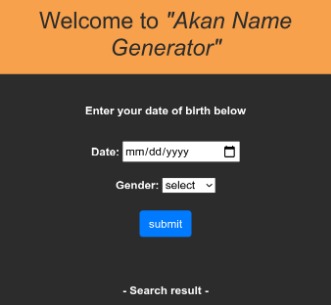 Welcome to "Akan Name
Generator"
Enter your date of birth below
Date: mm/dd/yyyy
Gender: select
submit
- Search result -